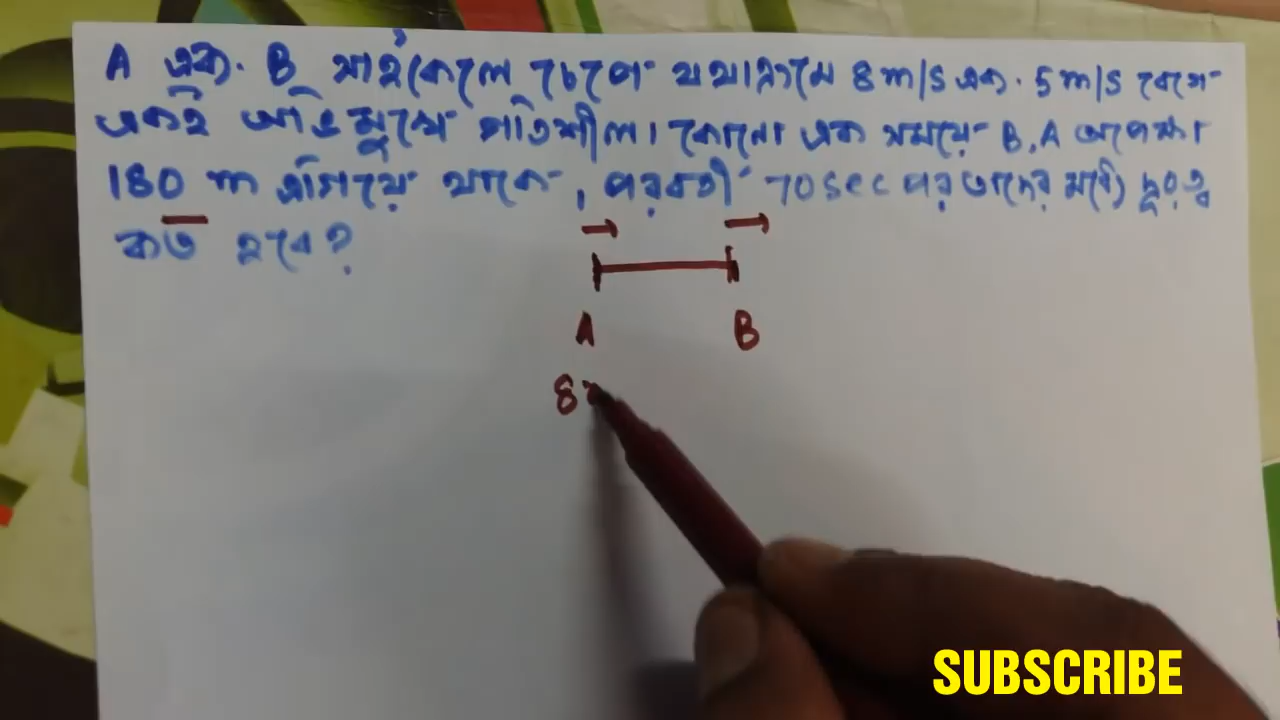 A এবং B সাইকেলে চেপে যথাক্রমে 8 m/s এবং 5 m/s বেগে
একই অভিমুখে গতিশীল। কোনো এক সময়ে B, A অপেক্ষা
180 m এগিয়ে থাকে, পরবর্তী 70 sec পর তাদের মধ্যে দূরত্ব
কত হবে?
A B
8
SUBSCRIBE